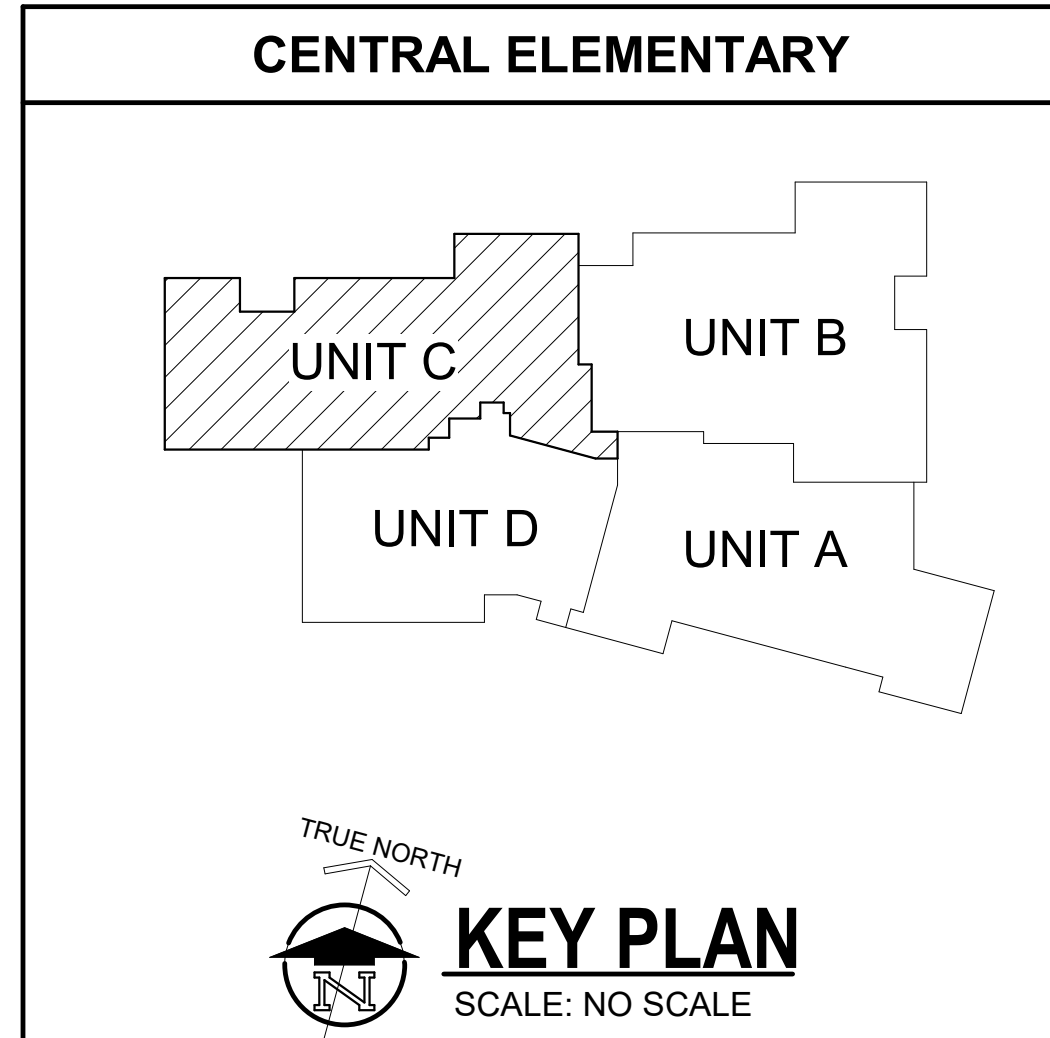 CENTRAL ELEMENTARY
UNIT B
UNIT C
UNIT D
UNIT A
TRUE NORTH
N
KEY PLAN
SCALE: NO SCALE